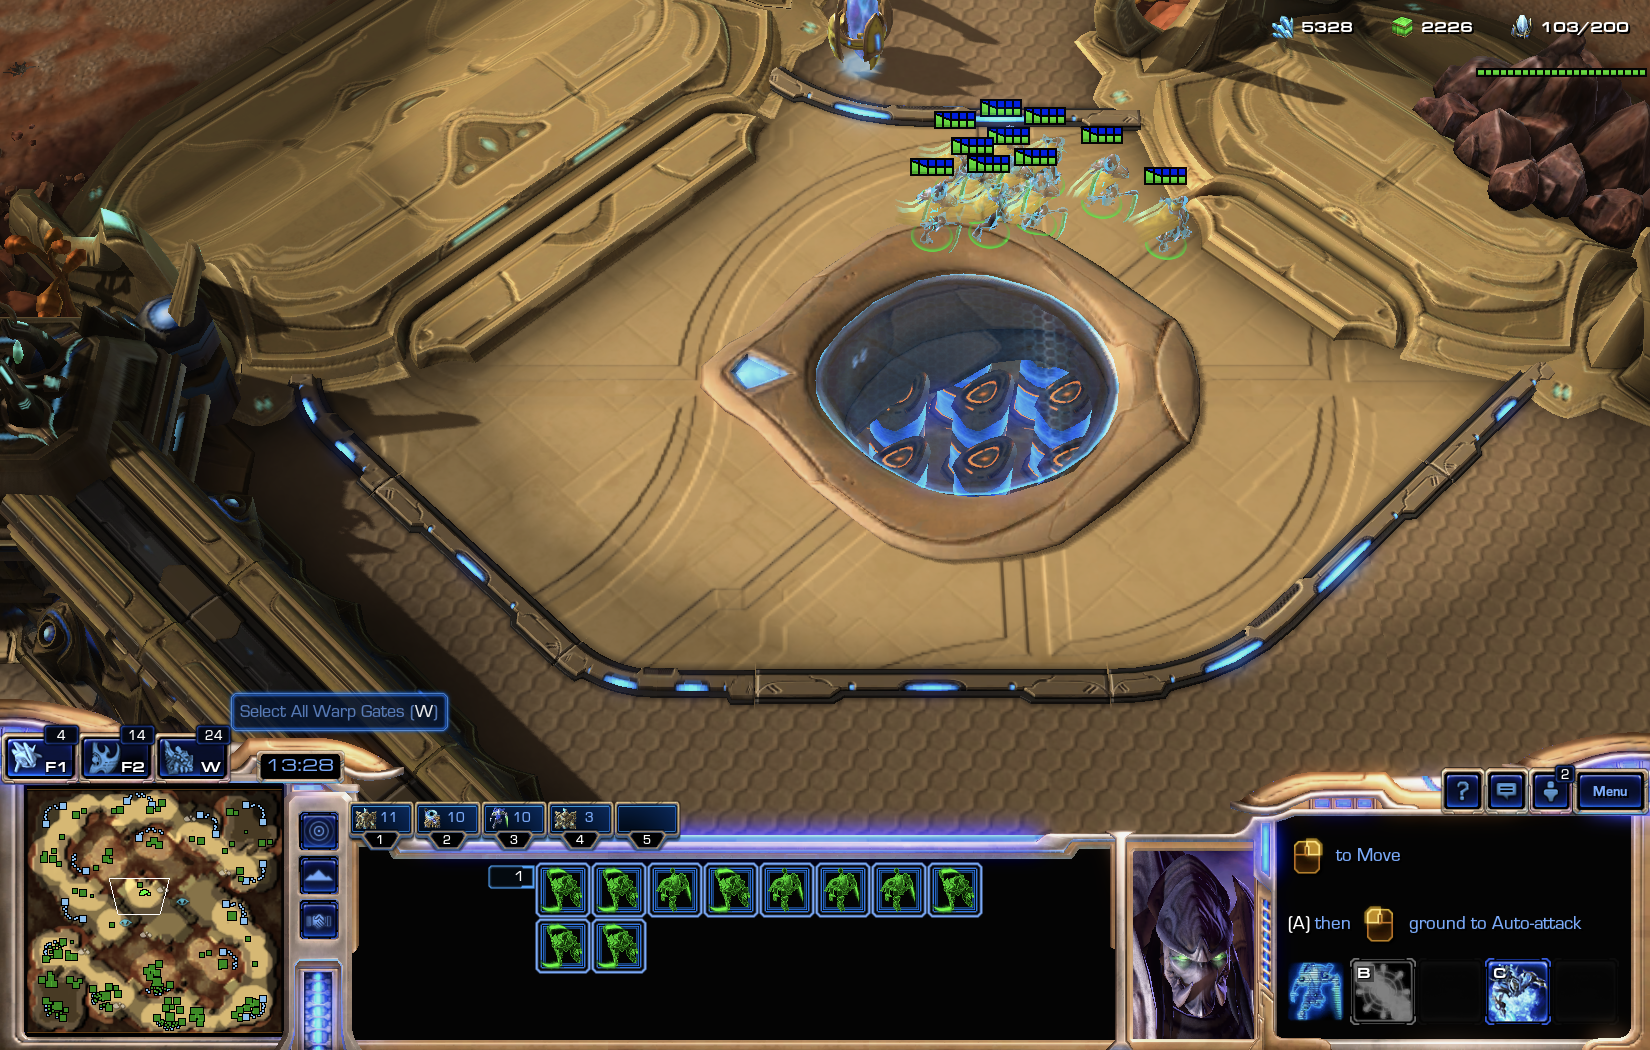 5328 2226 103/200
Select All Warp Gates (W)
4 14 24
F1 F2 W
13:28
2
? Menu
11 10 10 3
1 2 3 4 5
1
to Move
(A) then ground to Auto-attack
B C